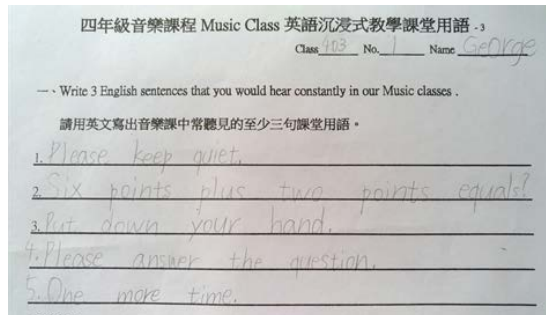 四年級音樂課程 Music Class 英語沉浸式教學課堂用語 - 3
Class 403 No. 1 Name George
一、Write 3 English sentences that you would hear constantly in our Music classes .
請用英文寫出音樂課中常聽見的至少三句課堂用語。
1. Please keep quiet.
2. Six points plus two points equals?
3. Put down your hand.
4. Please answer the question.
5. One more time.